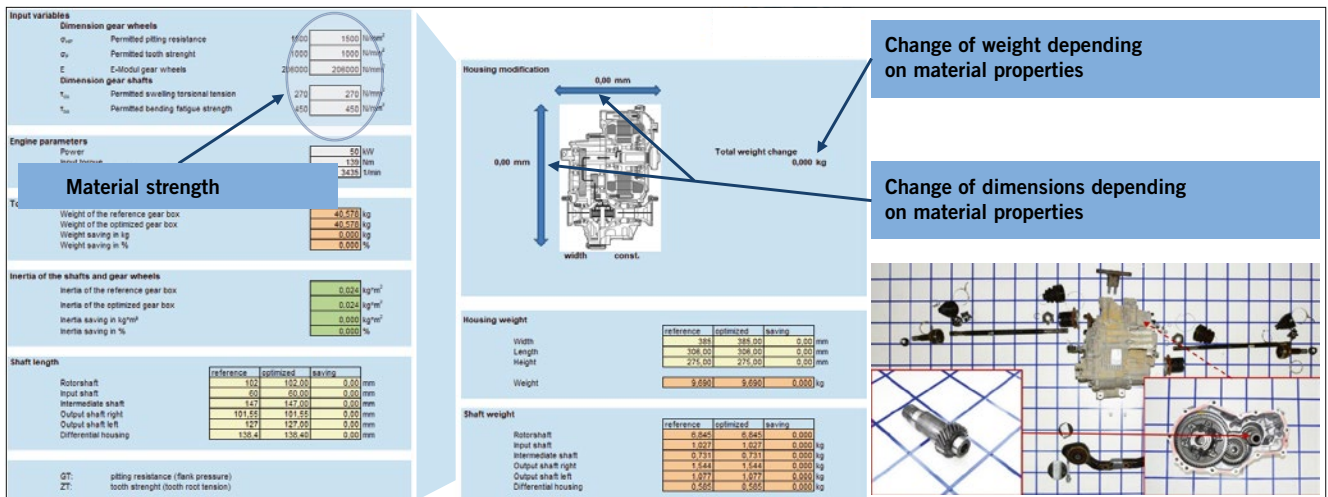 Input variables
Dimension gear wheels
σHP Permitted pitting resistance 1500 1500 N/mm²
Permitted tooth strenght 1000 1000 N/mm²
E E-Modul gear wheels 206000 206000 N/mm²
Dimension gear shafts
Permitted swelling torsional tension 270 270 N/mm²
Permitted bending fatigue strength 450 450 N/mm²
Engine parameters
Power 50 kW
Input torque 139 Nm
3435 1/min
Material strength
Weight of the reference gear box 40,578 kg
Weight of the optimized gear box 40,578 kg
Weight saving in kg 0,000 kg
Weight saving in % 0,000 %
Inertia of the shafts and gear wheels
Inertia of the reference gear box 0,024 kg*m²
Inertia of the optimized gear box 0,024 kg*m²
Inertia saving in kg*m² 0,000 kg*m²
Inertia saving in % 0,000 %
Shaft length
reference optimized saving
Rotorshaft 102 102,00 0,00 mm
Input shaft 60 60,00 0,00 mm
Intermediate shaft 147 147,00 0,00 mm
Output shaft right 101,55 101,55 0,00 mm
Output shaft left 127 127,00 0,00 mm
Differential housing 138,4 138,40 0,00 mm
GT: pitting resistance (flank pressure)
ZT: tooth strenght (tooth root tension)
Housing modification
0,00 mm
0,00 mm
Total weight change
0,000 kg
width const.
Housing weight
reference optimized saving
Width 385 385,00 0,00 mm
Length 306,00 306,00 0,00 mm
Height 275,00 275,00 0,00 mm
Weight 9,690 9,690 0,000 kg
Shaft weight
reference optimized saving
Rotorshaft 6,845 6,845 0,000
Input shaft 1,027 1,027 0,000 kg
Intermediate shaft 0,731 0,731 0,000 kg
Output shaft right 1,544 1,544 0,000 kg
Output shaft left 1,077 1,077 0,000 kg
Differential housing 0,585 0,585 0,000 kg
Change of weight depending
on material properties
Change of dimensions depending
on material properties